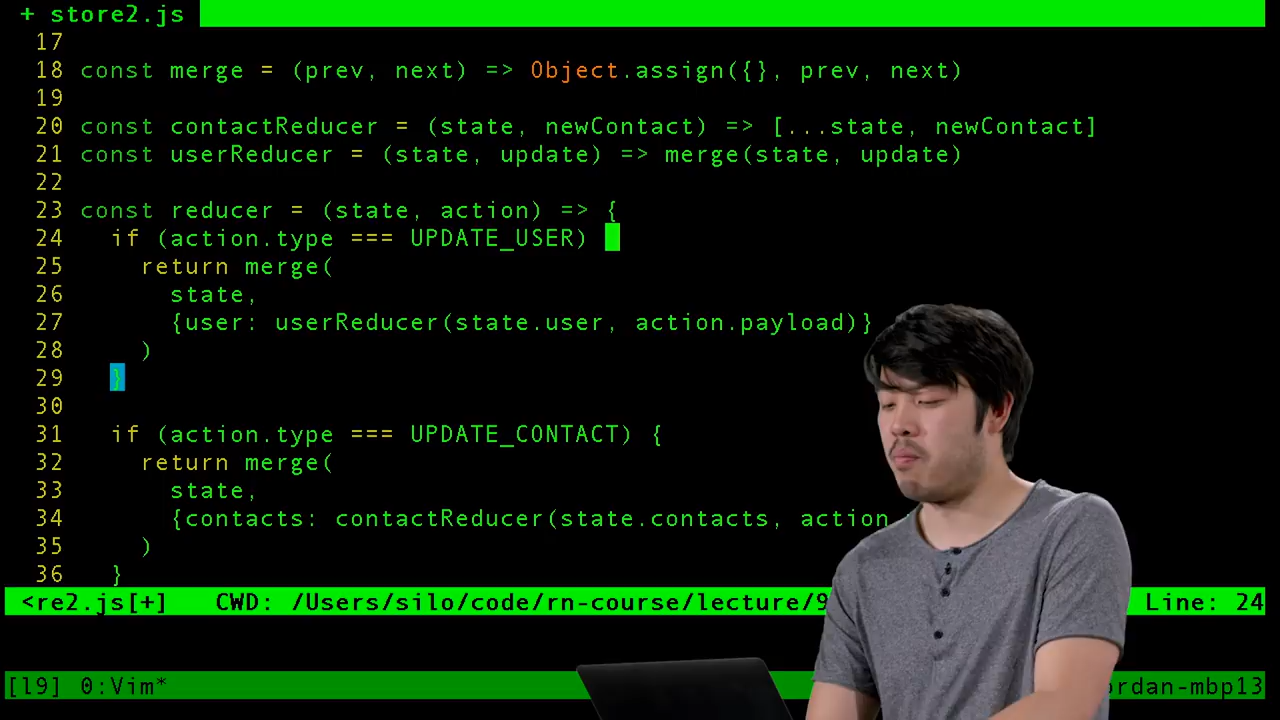 + store2.js
17
18 const merge = (prev, next) => Object.assign({}, prev, next)
19
20 const contactReducer = (state, newContact) => [...state, newContact]
21 const userReducer = (state, update) => merge(state, update)
22
23 const reducer = (state, action) => {
24   if (action.type === UPDATE_USER) {
25     return merge(
26       state,
27       {user: userReducer(state.user, action.payload)}
28     )
29   }
30
31   if (action.type === UPDATE_CONTACT) {
32     return merge(
33       state,
34       {contacts: contactReducer(state.contacts, action
35     )
36   }
<re2.js[+]   CWD: /Users/silo/code/rn-course/lecture/9 Line: 24
[l9] 0:Vim* ordan-mbp13